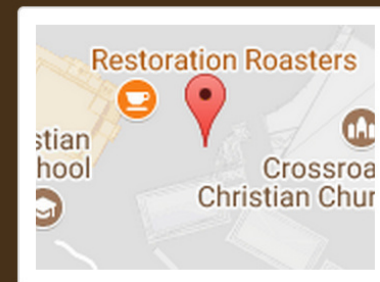 Restoration Roasters
stian
hool
Crossroa
Christian Chur